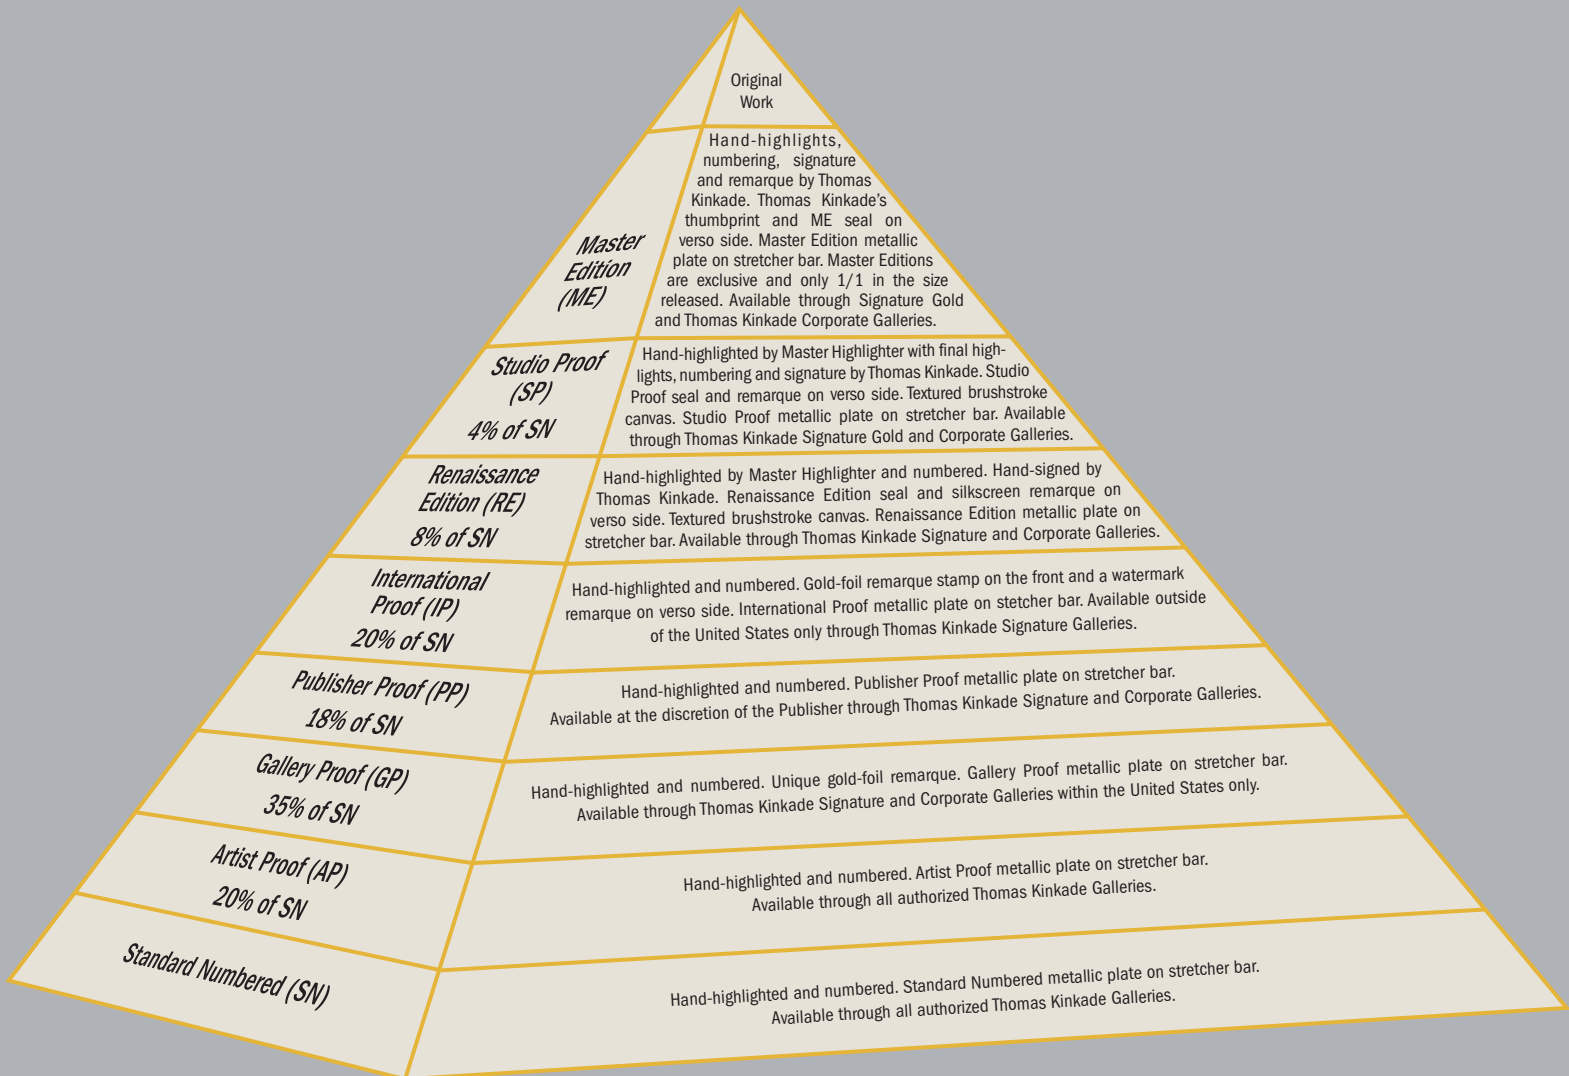 Original
Work
Master
Edition
(ME)
Hand-highlights,
numbering, signature
and remarque by Thomas
Kinkade. Thomas Kinkade's
thumbprint and ME seal on
verso side. Master Edition metallic
plate on stretcher bar. Master Editions
are exclusive and only 1/1 in the size
released. Available through Signature Gold
and Thomas Kinkade Corporate Galleries.
Studio Proof
(SP)
4% of SN
Hand-highlighted by Master Highlighter with final high-
lights, numbering and signature by Thomas Kinkade. Studio
Proof seal and remarque on verso side. Textured brushstroke
canvas. Studio Proof metallic plate on stretcher bar. Available
through Thomas Kinkade Signature Gold and Corporate Galleries.
Renaissance
Edition (RE)
8% of SN
Hand-highlighted by Master Highlighter and numbered. Hand-signed by
Thomas Kinkade. Renaissance Edition seal and silkscreen remarque on
verso side. Textured brushstroke canvas. Renaissance Edition metallic plate on
stretcher bar. Available through Thomas Kinkade Signature and Corporate Galleries.
International
Proof (IP)
20% of SN
Hand-highlighted and numbered. Gold-foil remarque stamp on the front and a watermark
remarque on verso side. International Proof metallic plate on stetcher bar. Available outside
of the United States only through Thomas Kinkade Signature Galleries.
Publisher Proof (PP)
18% of SN
Hand-highlighted and numbered. Publisher Proof metallic plate on stretcher bar.
Available at the discretion of the Publisher through Thomas Kinkade Signature and Corporate Galleries.
Gallery Proof (GP)
35% of SN
Hand-highlighted and numbered. Unique gold-foil remarque. Gallery Proof metallic plate on stretcher bar.
Available through Thomas Kinkade Signature and Corporate Galleries within the United States only.
Artist Proof (AP)
20% of SN
Hand-highlighted and numbered. Artist Proof metallic plate on stretcher bar.
Available through all authorized Thomas Kinkade Galleries.
Standard Numbered (SN)
Hand-highlighted and numbered. Standard Numbered metallic plate on stretcher bar.
Available through all authorized Thomas Kinkade Galleries.